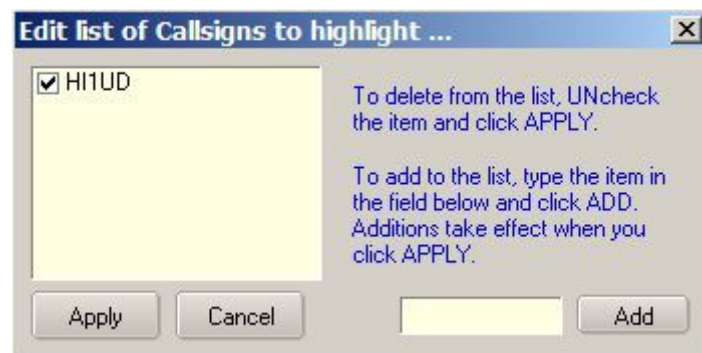 Edit list of Callsigns to highlight ...
HI1UD
To delete from the list, UNcheck
the item and click APPLY.
To add to the list, type the item in
the field below and click ADD.
Additions take effect when you
click APPLY.
Apply
Cancel
Add